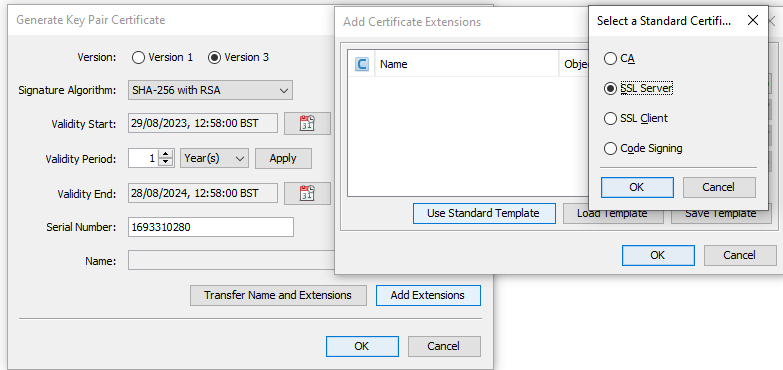 Generate Key Pair Certificate
Version: Version 1 Version 3
Signature Algorithm: SHA-256 with RSA
Validity Start: 29/08/2023, 12:58:00 BST
Validity Period: 1 Year(s) Apply
Validity End: 28/08/2024, 12:58:00 BST
Serial Number: 1693310280
Name:
Transfer Name and Extensions Add Extensions
OK Cancel
Add Certificate Extensions
C Name
Use Standard Template Load Template Save Template
OK Cancel
Select a Standard Certifi...
CA
SSL Server
SSL Client
Code Signing
OK Cancel